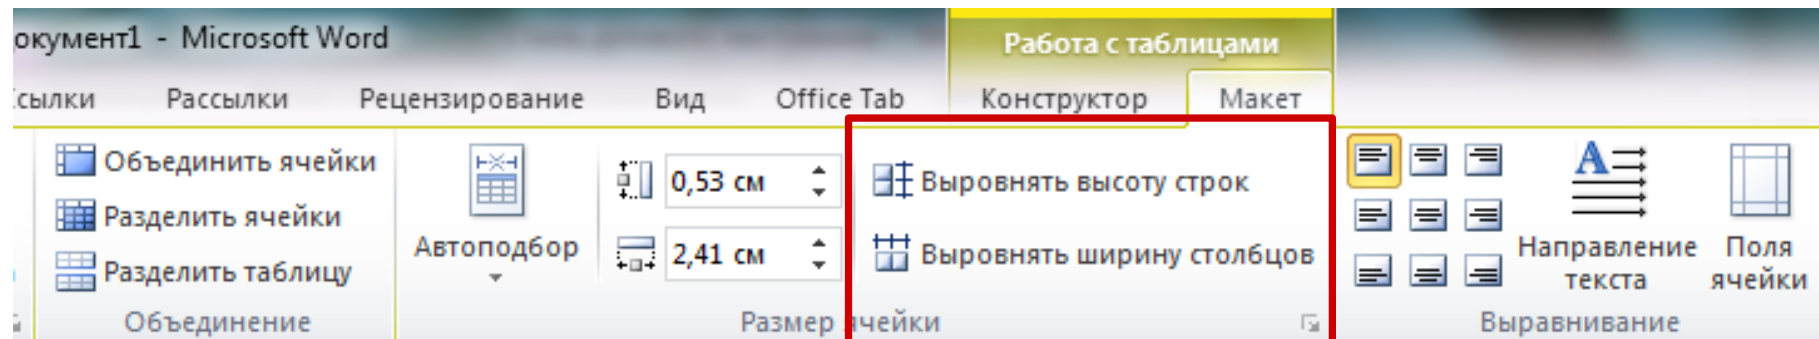 окумент1 - Microsoft Word
Работа с таблицами
сылки Рассылки Рецензирование Вид Office Tab Конструктор Макет
Объединить ячейки
Разделить ячейки
Разделить таблицу
Объединение
Автоподбор
0,53 см
2,41 см
Выровнять высоту строк
Выровнять ширину столбцов
Размер ячейки
Направление
текста
Поля
ячейки
Выравнивание